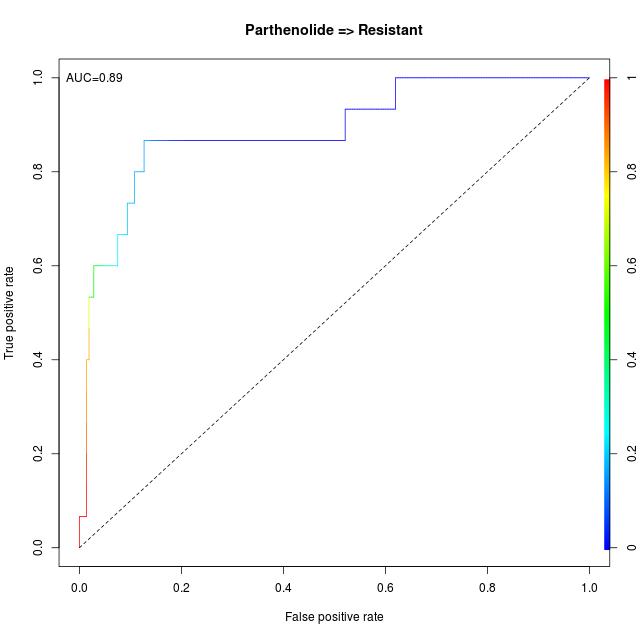 Parthenolide => Resistant
AUC=0.89
True positive rate
1.0
0.8
0.6
0.4
0.2
0.0
0.0 0.2 0.4 0.6 0.8 1.0
False positive rate
1
0.8
0.6
0.4
0.2
0